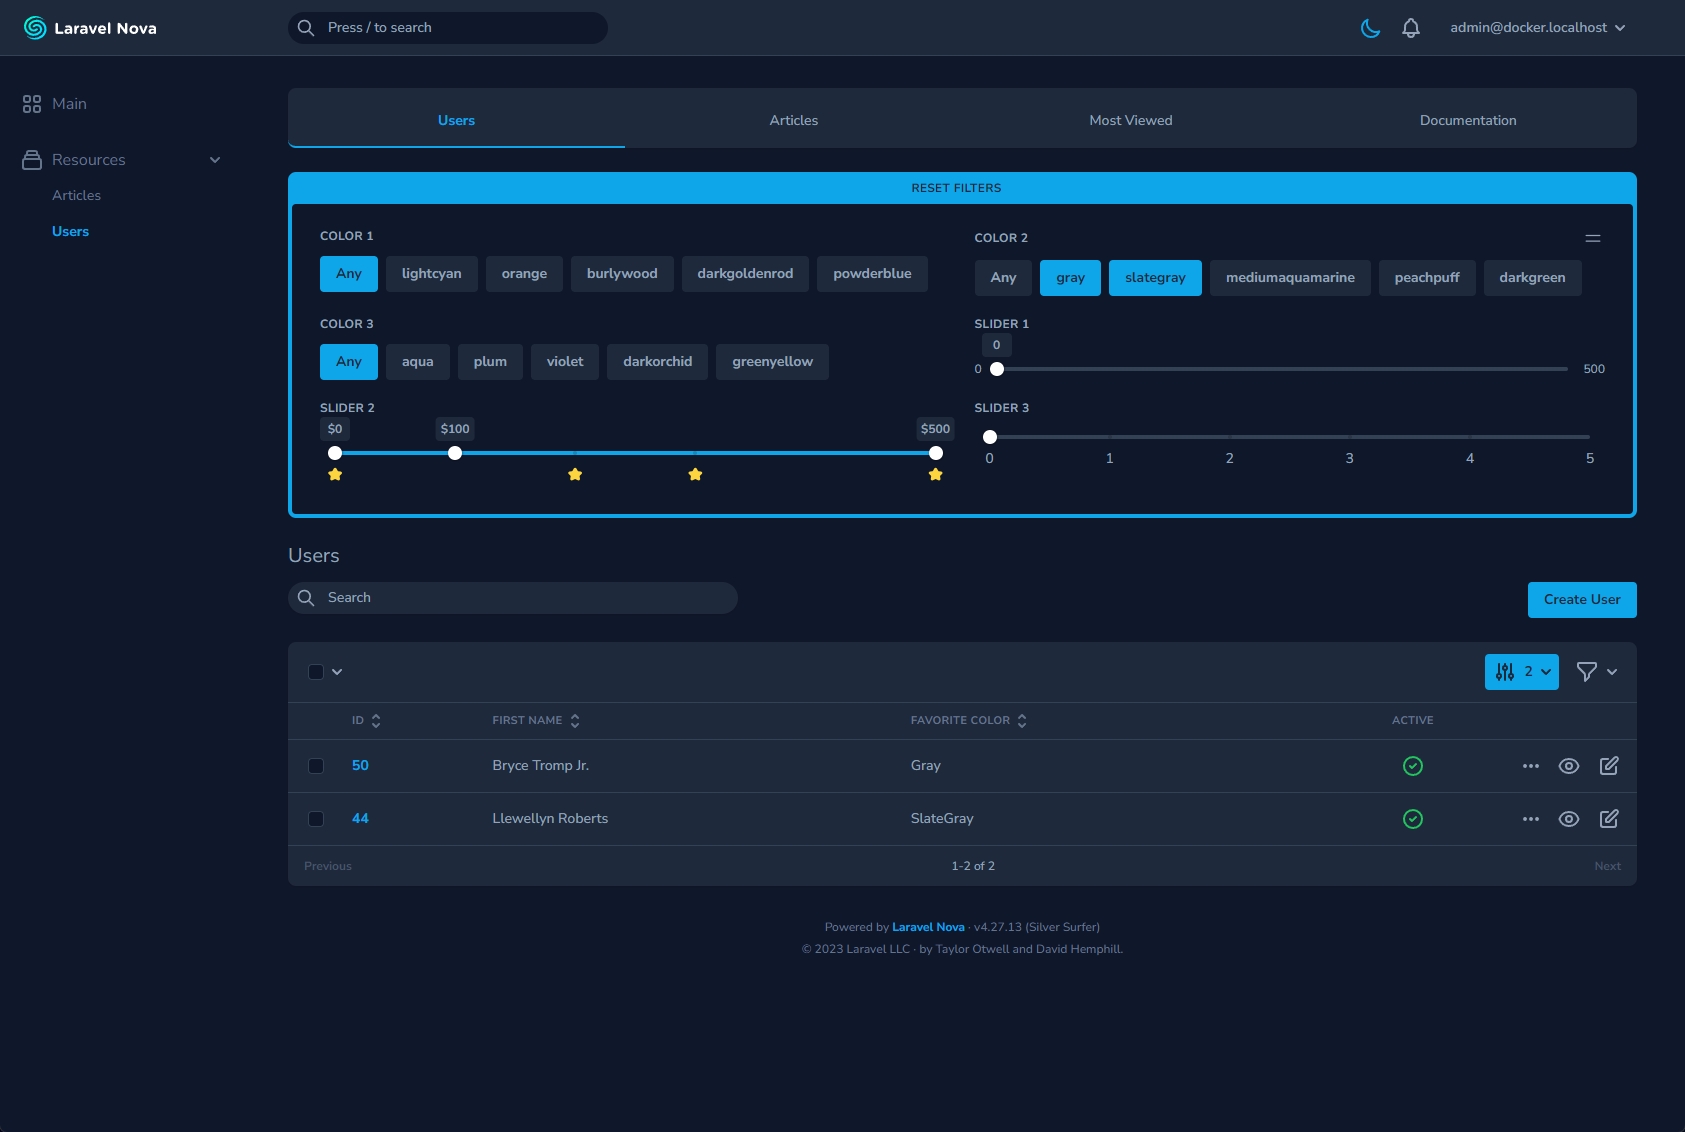 Laravel Nova
Press / to search
admin@docker.localhost
Main
Resources
Articles
Users
Users Articles Most Viewed Documentation
RESET FILTERS
COLOR 1
Any lightcyan orange burlywood darkgoldenrod powderblue
COLOR 2
Any gray slategray mediumaquamarine peachpuff darkgreen
COLOR 3
Any aqua plum violet darkorchid greenyellow
SLIDER 1
0
0 500
SLIDER 2
$0 $100 $500
SLIDER 3
0 1 2 3 4 5
Users
Search
Create User
2
ID FIRST NAME FAVORITE COLOR ACTIVE
50 Bryce Tromp Jr. Gray
44 Llewellyn Roberts SlateGray
Previous 1-2 of 2 Next
Powered by Laravel Nova · v4.27.13 (Silver Surfer)
© 2023 Laravel LLC · by Taylor Otwell and David Hemphill.